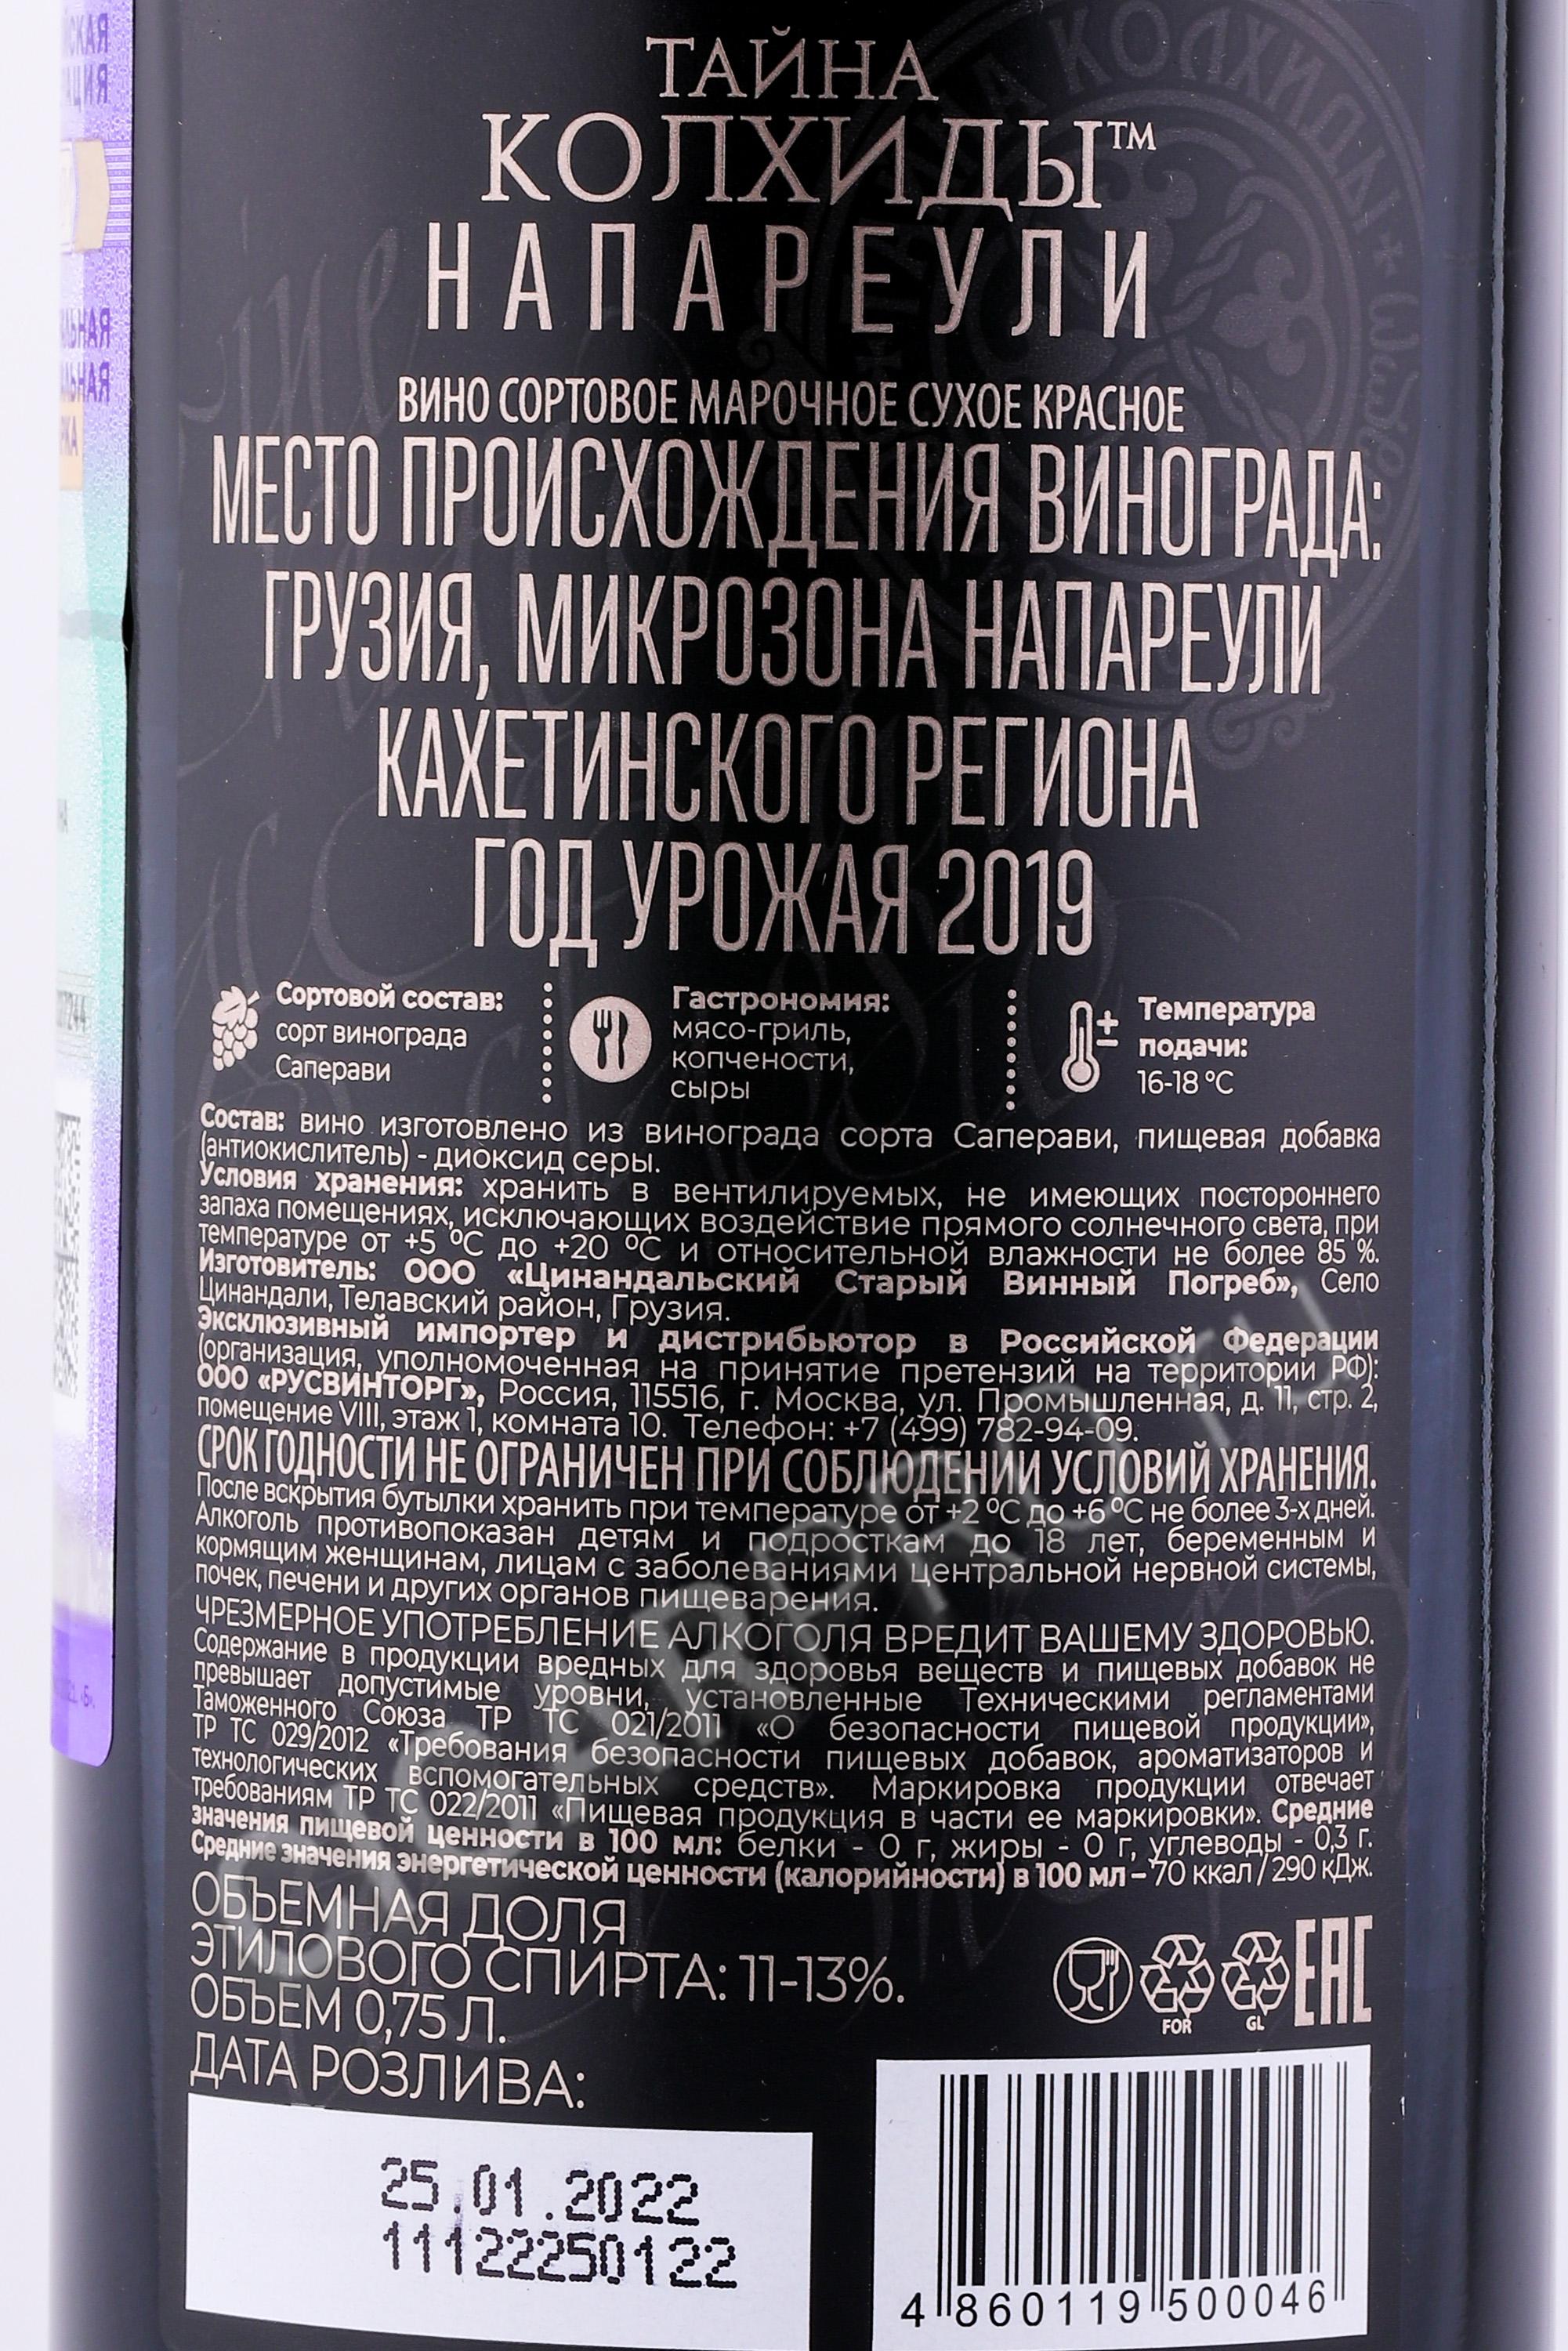 ТАЙНА
КОЛХИДЫ™
НАПАРЕУЛИ
ВИНО СОРТОВОЕ МАРОЧНОЕ СУХОЕ КРАСНОЕ
МЕСТО ПРОИСХОЖДЕНИЯ ВИНОГРАДА:
ГРУЗИЯ, МИКРОЗОНА НАПАРЕУЛИ
КАХЕТИНСКОГО РЕГИОНА
ГОД УРОЖАЯ 2019
Сортовой состав:
сорт винограда
Саперави
Гастрономия:
мясо-гриль,
копчености,
сыры
Температура
подачи:
16-18 °C
Состав: вино изготовлено из винограда сорта Саперави, пищевая добавка
(антиокислитель) - диоксид серы.
Условия хранения: хранить в вентилируемых, не имеющих постороннего
запаха помещениях, исключающих воздействие прямого солнечного света, при
температуре от +5 °C до +20 °C и относительной влажности не более 85 %.
Изготовитель: ООО «Цинандальский Старый Винный Погреб», Село
Цинандали, Телавский район, Грузия.
Эксклюзивный импортер и дистрибьютор в Российской Федерации
(организация, уполномоченная на принятие претензий на территории РФ):
ООО «РУСВИНТОРГ», Россия, 115516, г. Москва, ул. Промышленная, д. 11, стр. 2,
помещение VIII, этаж 1, комната 10. Телефон: +7 (499) 782-94-09.
СРОК ГОДНОСТИ НЕ ОГРАНИЧЕН ПРИ СОБЛЮДЕНИИ УСЛОВИЙ ХРАНЕНИЯ.
После вскрытия бутылки хранить при температуре от +2 °C до +6 °C не более 3-х дней.
Алкоголь противопоказан детям и подросткам до 18 лет, беременным и
кормящим женщинам, лицам с заболеваниями центральной нервной системы,
почек, печени и других органов пищеварения.
ЧРЕЗМЕРНОЕ УПОТРЕБЛЕНИЕ АЛКОГОЛЯ ВРЕДИТ ВАШЕМУ ЗДОРОВЬЮ.
Содержание в продукции вредных для здоровья веществ и пищевых добавок не
превышает допустимые уровни, установленные Техническими регламентами
Таможенного Союза ТР ТС 021/2011 «О безопасности пищевой продукции»,
ТР ТС 029/2012 «Требования безопасности пищевых добавок, ароматизаторов и
технологических вспомогательных средств». Маркировка продукции отвечает
требованиям ТР ТС 022/2011 «Пищевая продукция в части ее маркировки». Средние
значения пищевой ценности в 100 мл: белки - 0 г, жиры - 0 г, углеводы - 0,3 г.
Средние значения энергетической ценности (калорийности) в 100 мл – 70 ккал / 290 кДж.
ОБЪЕМНАЯ ДОЛЯ
ЭТИЛОВОГО СПИРТА: 11-13%.
ОБЪЕМ 0,75 Л.
FOR
GL
EAC
ДАТА РОЗЛИВА:
25.01.2022
11122250122
4 860119 500046